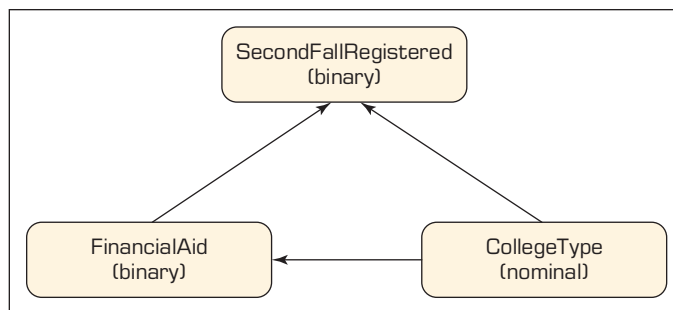 SecondFallRegistered
(binary)
FinancialAid
(binary)
CollegeType
(nominal)